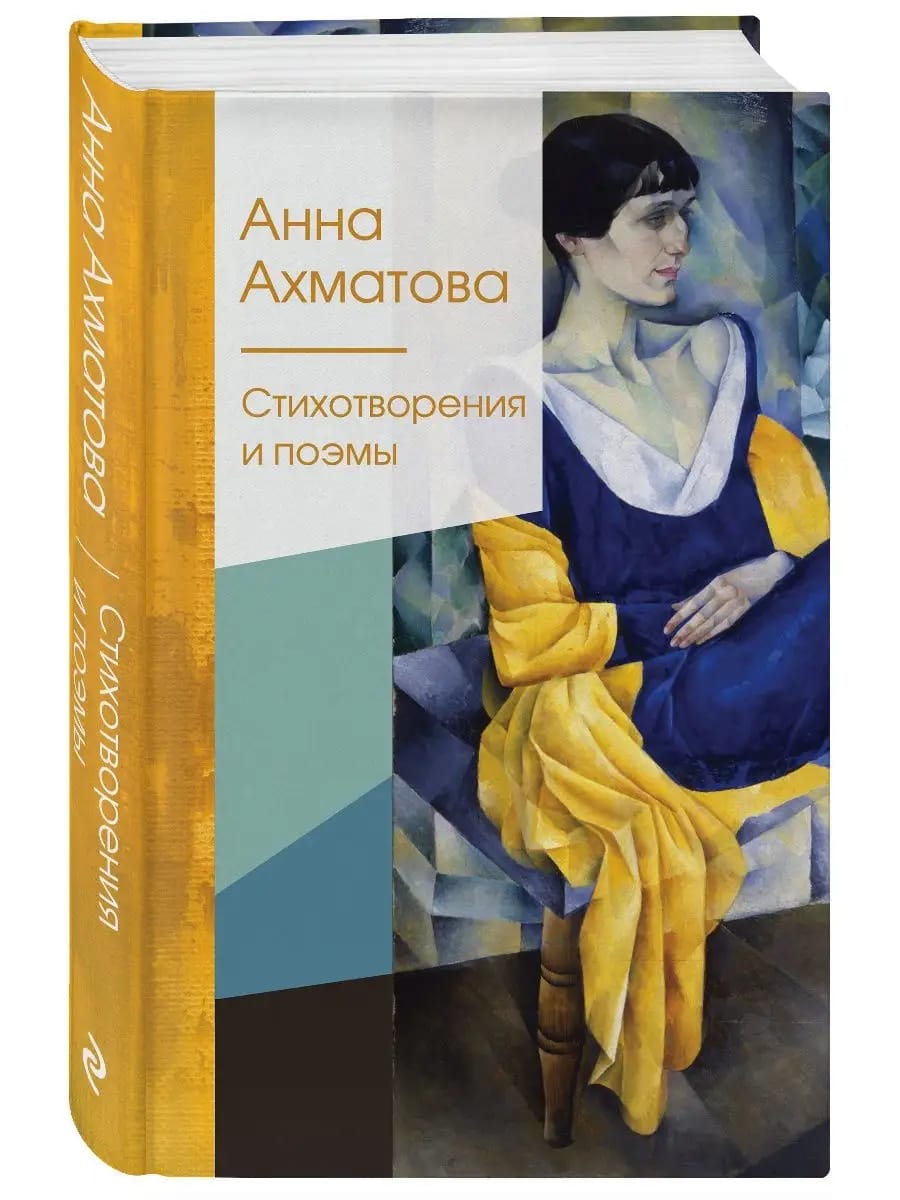 Анна
Ахматова
Стихотворения
и поэмы
Анна Ахматова / Стихотворения
и поэмы